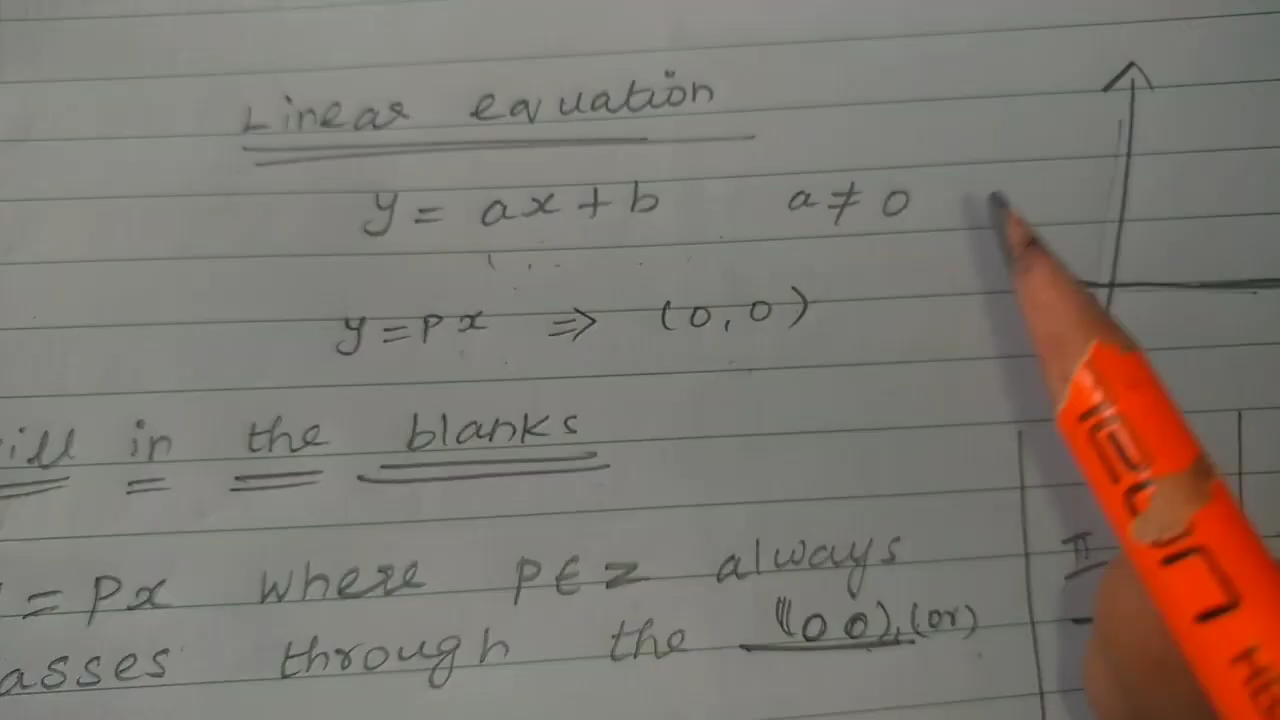 Linear equation
y = ax + b a ≠ 0
y = px ⇒ (0,0)
ill in the blanks
= px where p ∈ z always
asses through the (0 0), (or)
II